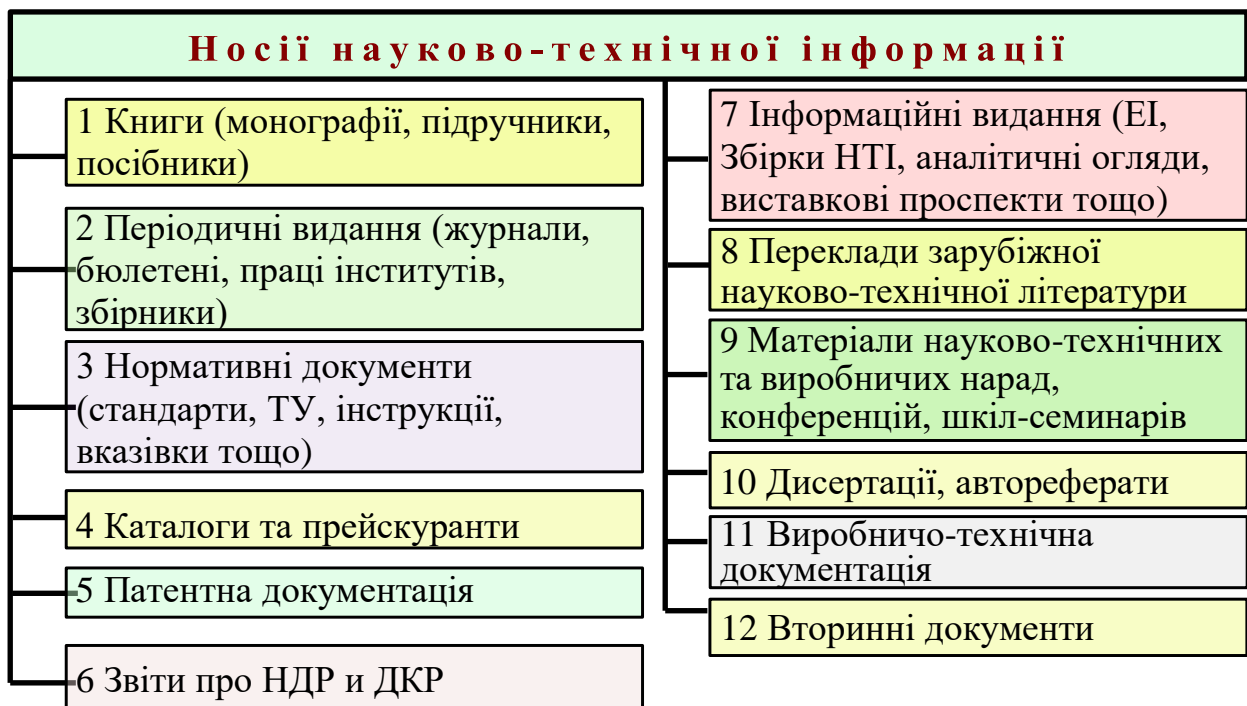 Носії науково-технічної інформації
1 Книги (монографії, підручники,
посібники)
2 Періодичні видання (журнали,
бюлетені, праці інститутів,
збірники)
3 Нормативні документи
(стандарти, ТУ, інструкції,
вказівки тощо)
4 Каталоги та прейскуранти
5 Патентна документація
6 Звіти про НДР и ДКР
7 Інформаційні видання (ЕІ,
Збірки НТІ, аналітичні огляди,
виставкові проспекти тощо)
8 Переклади зарубіжної
науково-технічної літератури
9 Матеріали науково-технічних
та виробничих нарад,
конференцій, шкіл-семинарів
10 Дисертації, автореферати
11 Виробничо-технічна
документація
12 Вторинні документи